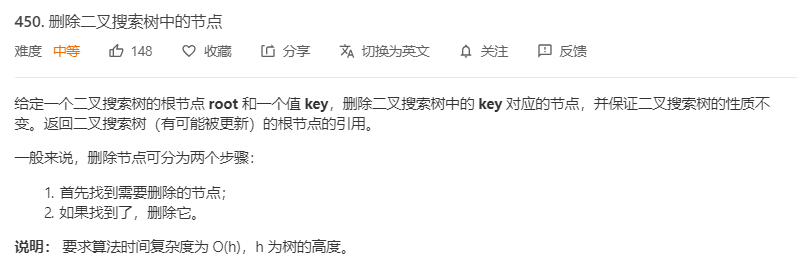 450. 删除二叉搜索树中的节点
难度 中等 148 收藏 分享 切换为英文 关注 反馈
给定一个二叉搜索树的根节点 root 和一个值 key，删除二叉搜索树中的 key 对应的节点，并保证二叉搜索树的性质不
变。返回二叉搜索树（有可能被更新）的根节点的引用。
一般来说，删除节点可分为两个步骤：
1. 首先找到需要删除的节点；
2. 如果找到了，删除它。
说明： 要求算法时间复杂度为 O(h)，h 为树的高度。